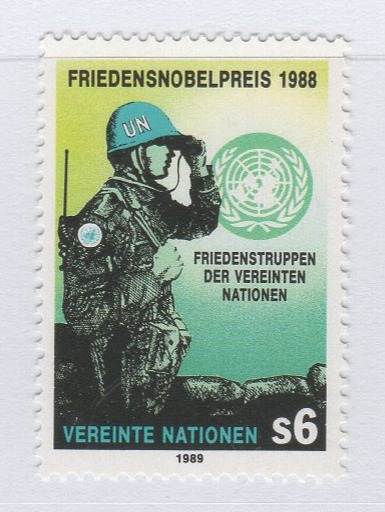 FRIEDENSNOBELPREIS 1988
UN
FRIEDENSTRUPPEN
DER VEREINTEN
NATIONEN
VEREINTE NATIONEN S6
1989